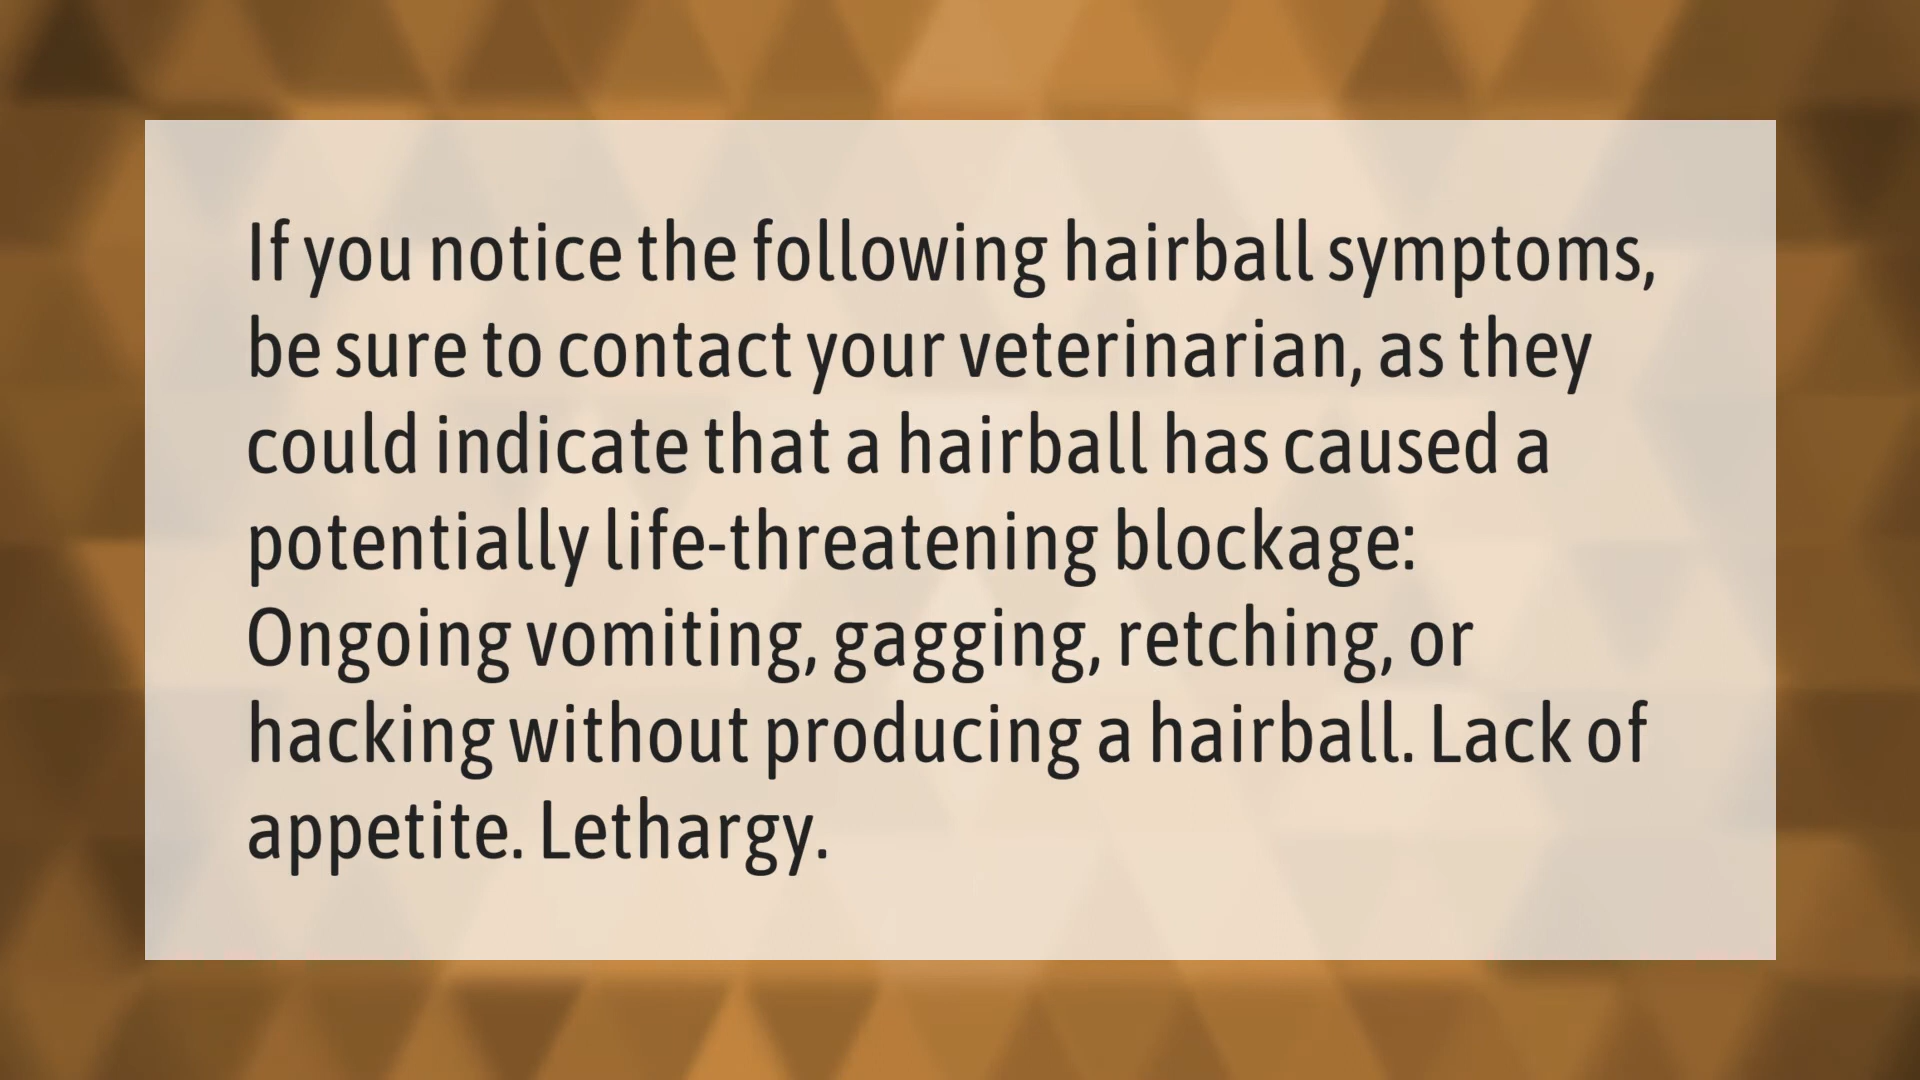 If you notice the following hairball symptoms,
be sure to contact your veterinarian, as they
could indicate that a hairball has caused a
potentially life-threatening blockage:
Ongoing vomiting, gagging, retching, or
hacking without producing a hairball. Lack of
appetite. Lethargy.